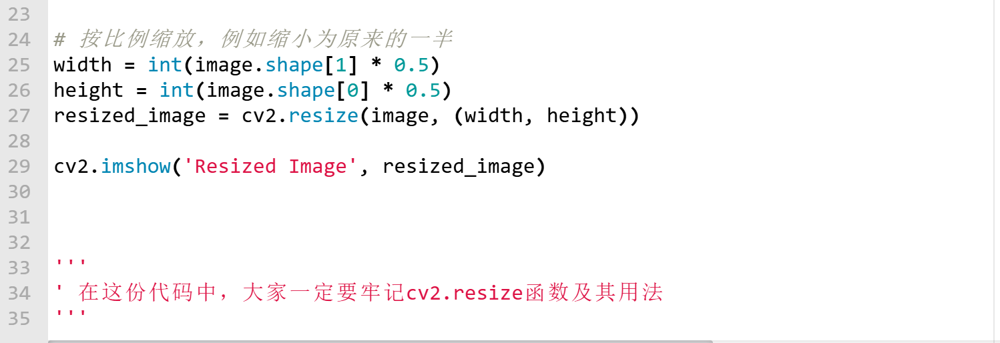 23
24 # 按比例缩放，例如缩小为原来的一半
25 width = int(image.shape[1] * 0.5)
26 height = int(image.shape[0] * 0.5)
27 resized_image = cv2.resize(image, (width, height))
28
29 cv2.imshow('Resized Image', resized_image)
30
31
32
33 '''
34 ' 在这份代码中，大家一定要牢记cv2.resize函数及其用法
35 '''